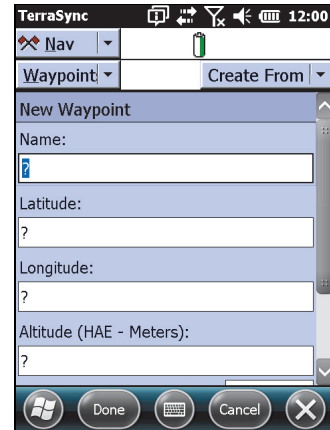 TerraSync 12:00
Nav
Waypoint Create From
New Waypoint
Name:
?
Latitude:
?
Longitude:
?
Altitude (HAE - Meters):
?
Done Cancel